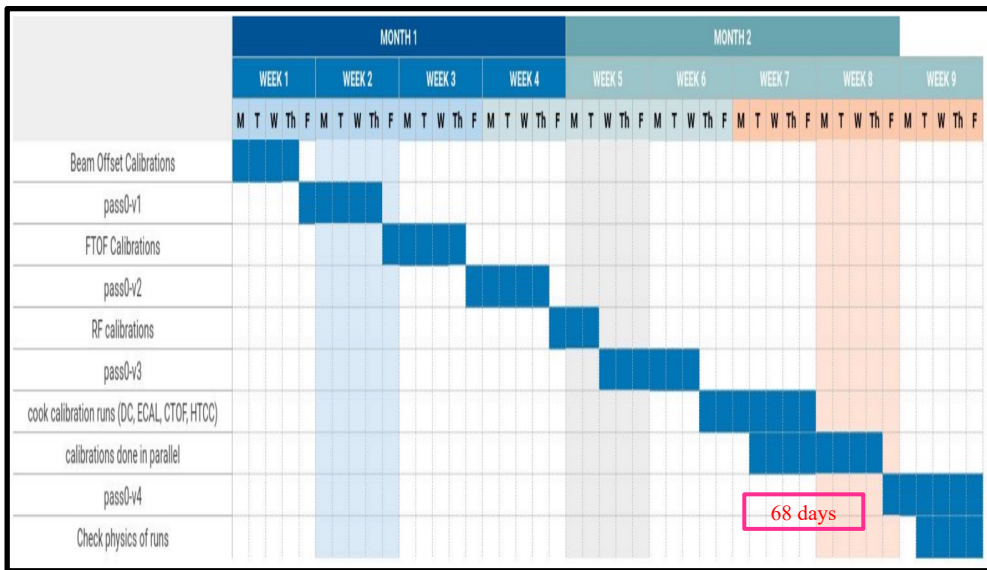 MONTH 1 MONTH 2
WEEK 1 WEEK 2 WEEK 3 WEEK 4 WEEK 5 WEEK 6 WEEK 7 WEEK 8 WEEK 9
M T W Th F M T W Th F M T W Th F M T W Th F M T W Th F M T W Th F M T W Th F M T W Th F M T W Th F
Beam Offset Calibrations
pass0-v1
FTOF Calibrations
pass0-v2
RF calibrations
pass0-v3
cook calibration runs (DC, ECAL, CTOF, HTCC)
calibrations done in parallel
pass0-v4
68 days
Check physics of runs